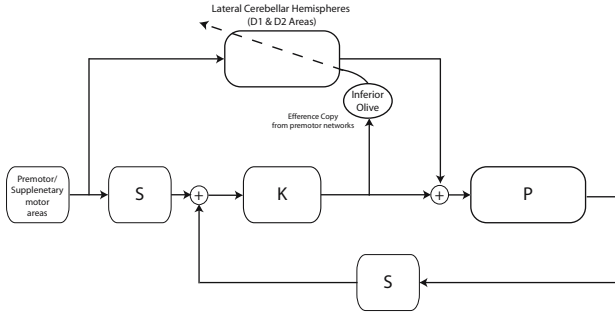 Lateral Cerebellar Hemispheres
(D1 & D2 Areas)
Inferior
Olive
Efference Copy
from premotor networks
Premotor/
Supplenetary
motor
areas
S
+
K
+
P
S